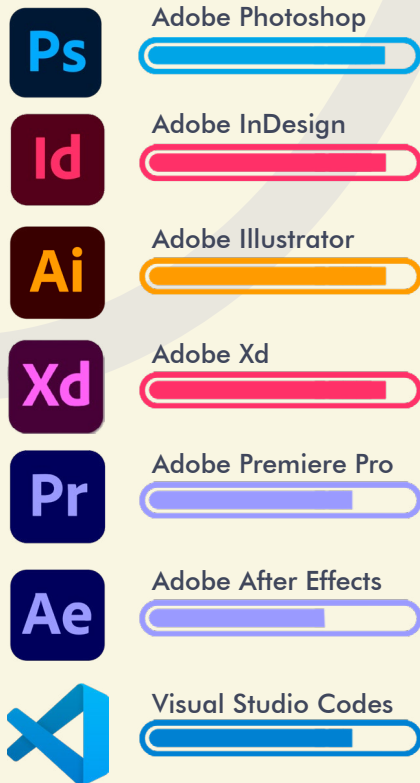 Ps
Adobe Photoshop
Id
Adobe InDesign
Ai
Adobe Illustrator
Xd
Adobe Xd
Pr
Adobe Premiere Pro
Ae
Adobe After Effects
Visual Studio Codes